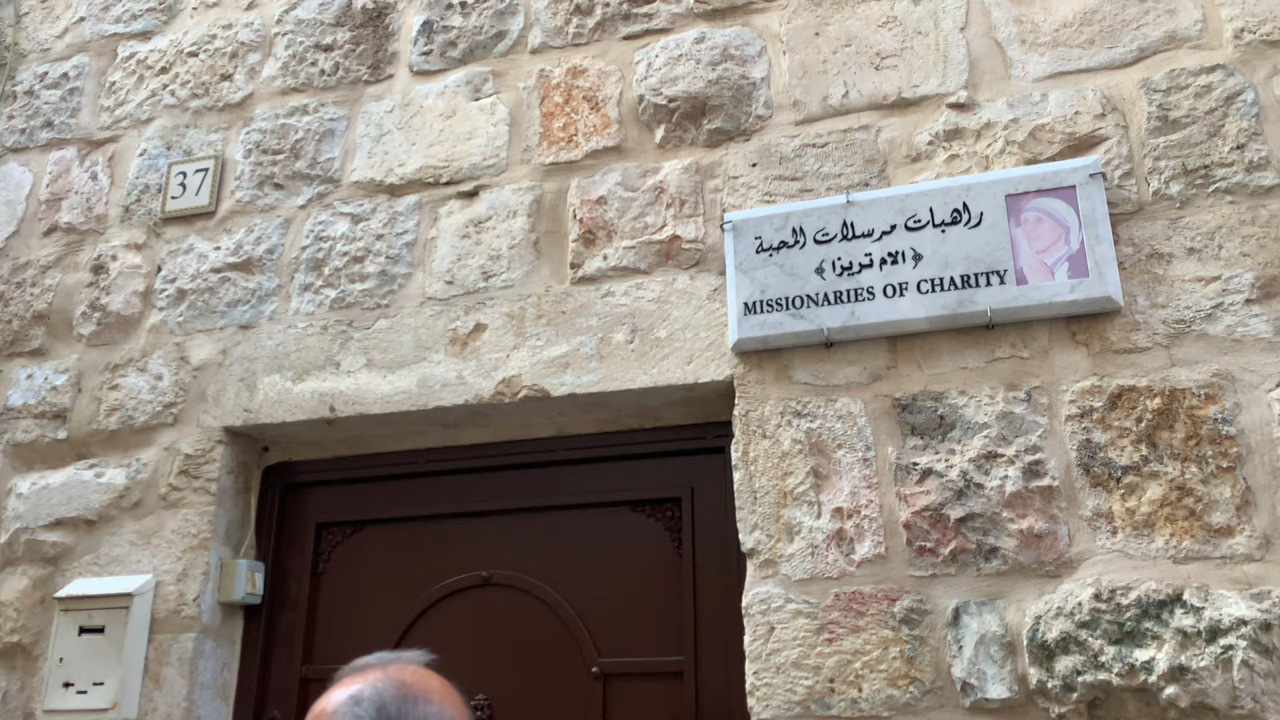 37
راهبات مرسلات المحبة
﴿الام تريزا﴾
MISSIONARIES OF CHARITY